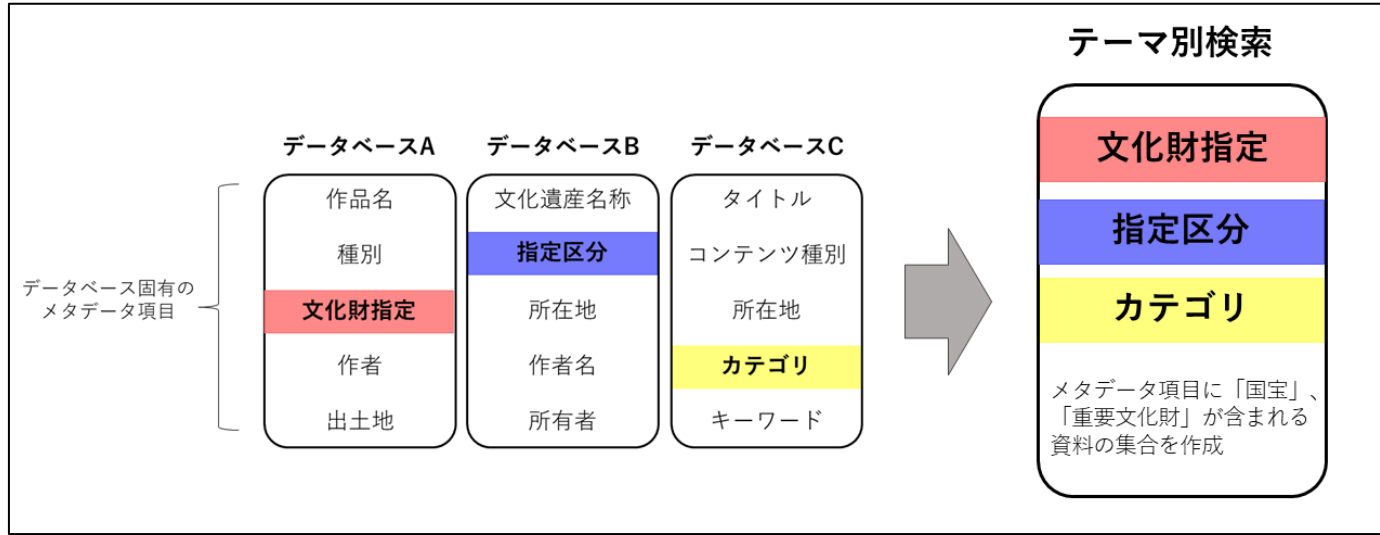 テーマ別検索
データベースA
データベースB
データベースC
データベース固有の
メタデータ項目
作品名
種別
文化財指定
作者
出土地
文化遺産名称
指定区分
所在地
作者名
所有者
タイトル
コンテンツ種別
所在地
カテゴリ
キーワード
文化財指定
指定区分
カテゴリ
メタデータ項目に「国宝」、
「重要文化財」が含まれる
資料の集合を作成